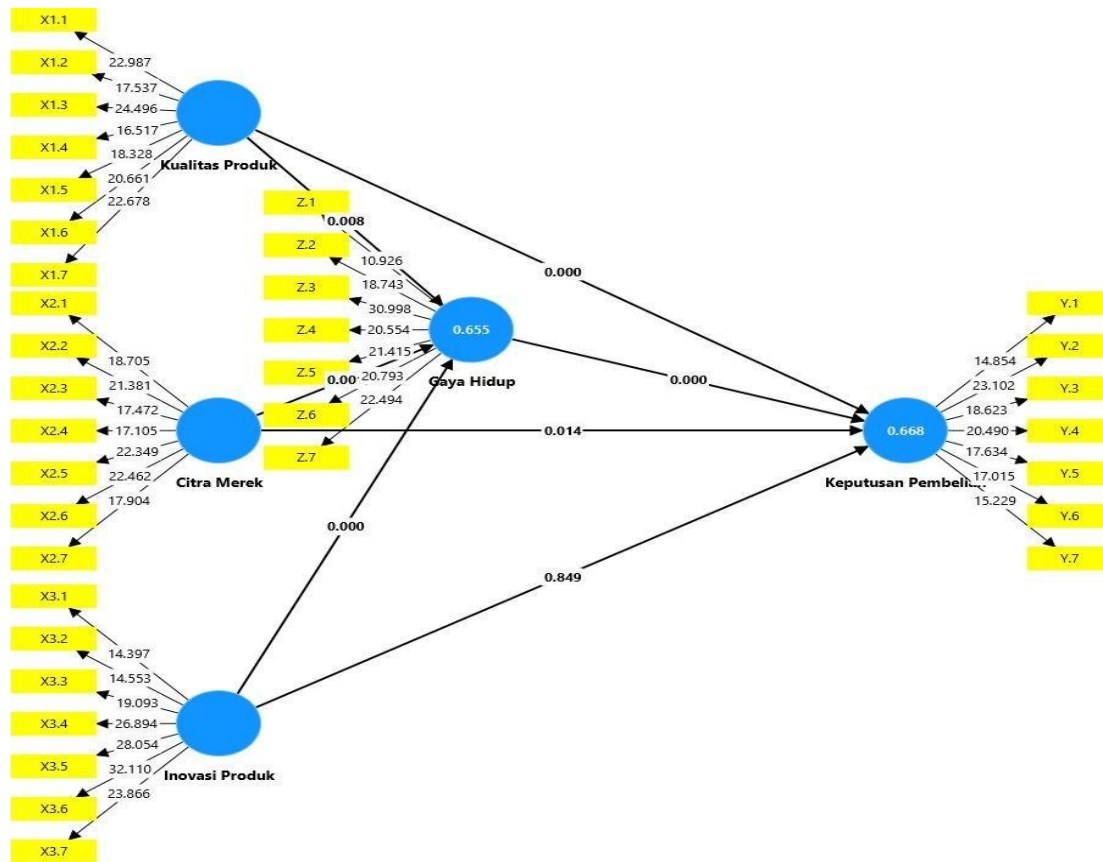 X1.1
X1.2
X1.3
X1.4
X1.5
X1.6
X1.7
22.987
17.537
24.496
16.517
18.328
20.661
22.678
Kualitas Produk
X2.1
X2.2
X2.3
X2.4
X2.5
X2.6
X2.7
18.705
21.381
17.472
17.105
22.349
22.462
17.904
Citra Merek
X3.1
X3.2
X3.3
X3.4
X3.5
X3.6
X3.7
14.397
14.553
19.093
26.894
28.054
32.110
23.866
Inovasi Produk
Z.1
Z.2
Z.3
Z.4
Z.5
Z.6
Z.7
10.926
18.743
30.998
20.554
21.415
20.793
22.494
0.655
Gaya Hidup
0.008
0.000
0.000
0.014
0.000
0.849
0.668
Keputusan
Y.1
Y.2
Y.3
Y.4
Y.5
Y.6
Y.7
14.854
23.102
18.623
20.490
17.634
17.015
15.229